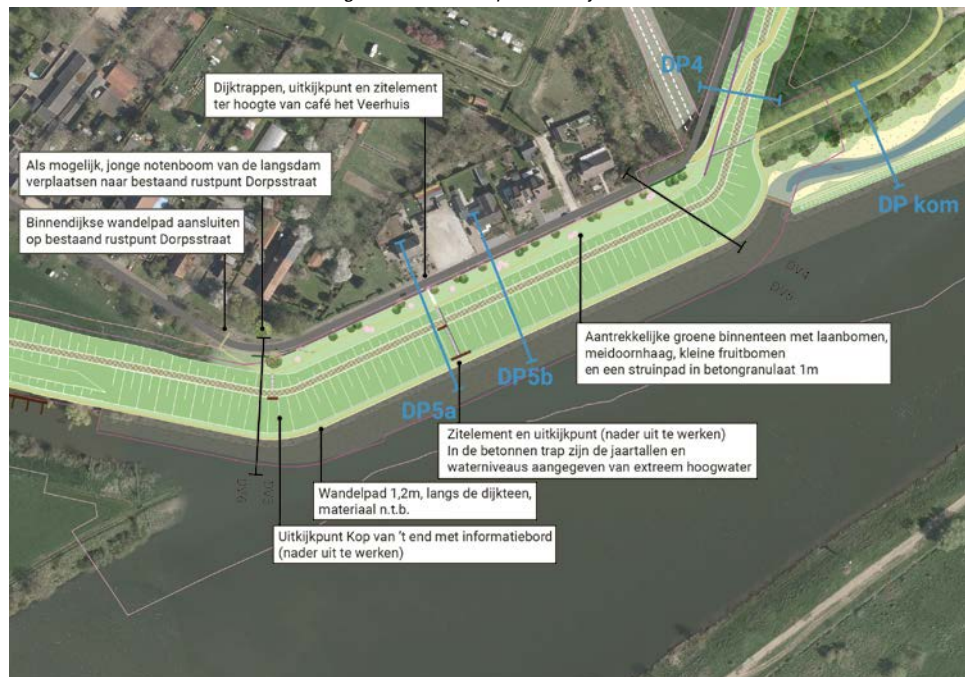 Dijktrappen, uitkijkpunt en zitelement
ter hoogte van café het Veerhuis
DP4
Als mogelijk, jonge notenboom van de langsdam
verplaatsen naar bestaand rustpunt Dorpsstraat
Binnendijkse wandelpad aansluiten
op bestaand rustpunt Dorpsstraat
DP kom
DV4
DV5
Aantrekkelijke groene binnenteen met laanbomen,
meidoornhaag, kleine fruitbomen
en een struinpad in betongranulaat 1m
DP5b
DP5a
Zitelement en uitkijkpunt (nader uit te werken)
In de betonnen trap zijn de jaartallen en
waterniveaus aangegeven van extreem hoogwater
DV6
DV5
Wandelpad 1,2m, langs de dijkteen,
materiaal n.t.b.
Uitkijkpunt Kop van 't end met informatiebord
(nader uit te werken)